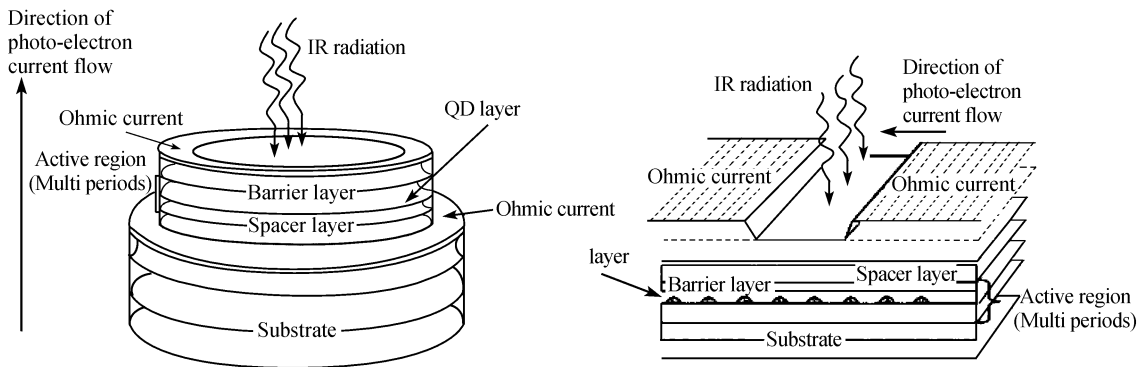 Direction of
photo-electron
current flow
IR radiation
QD layer
Ohmic current
Active region
(Multi periods)
Barrier layer
Ohmic current
Spacer layer
Substrate
IR radiation
Direction of
photo-electron
current flow
Ohmic current
Ohmic current
layer
Spacer layer
Barrier layer
Active region
(Multi periods)
Substrate